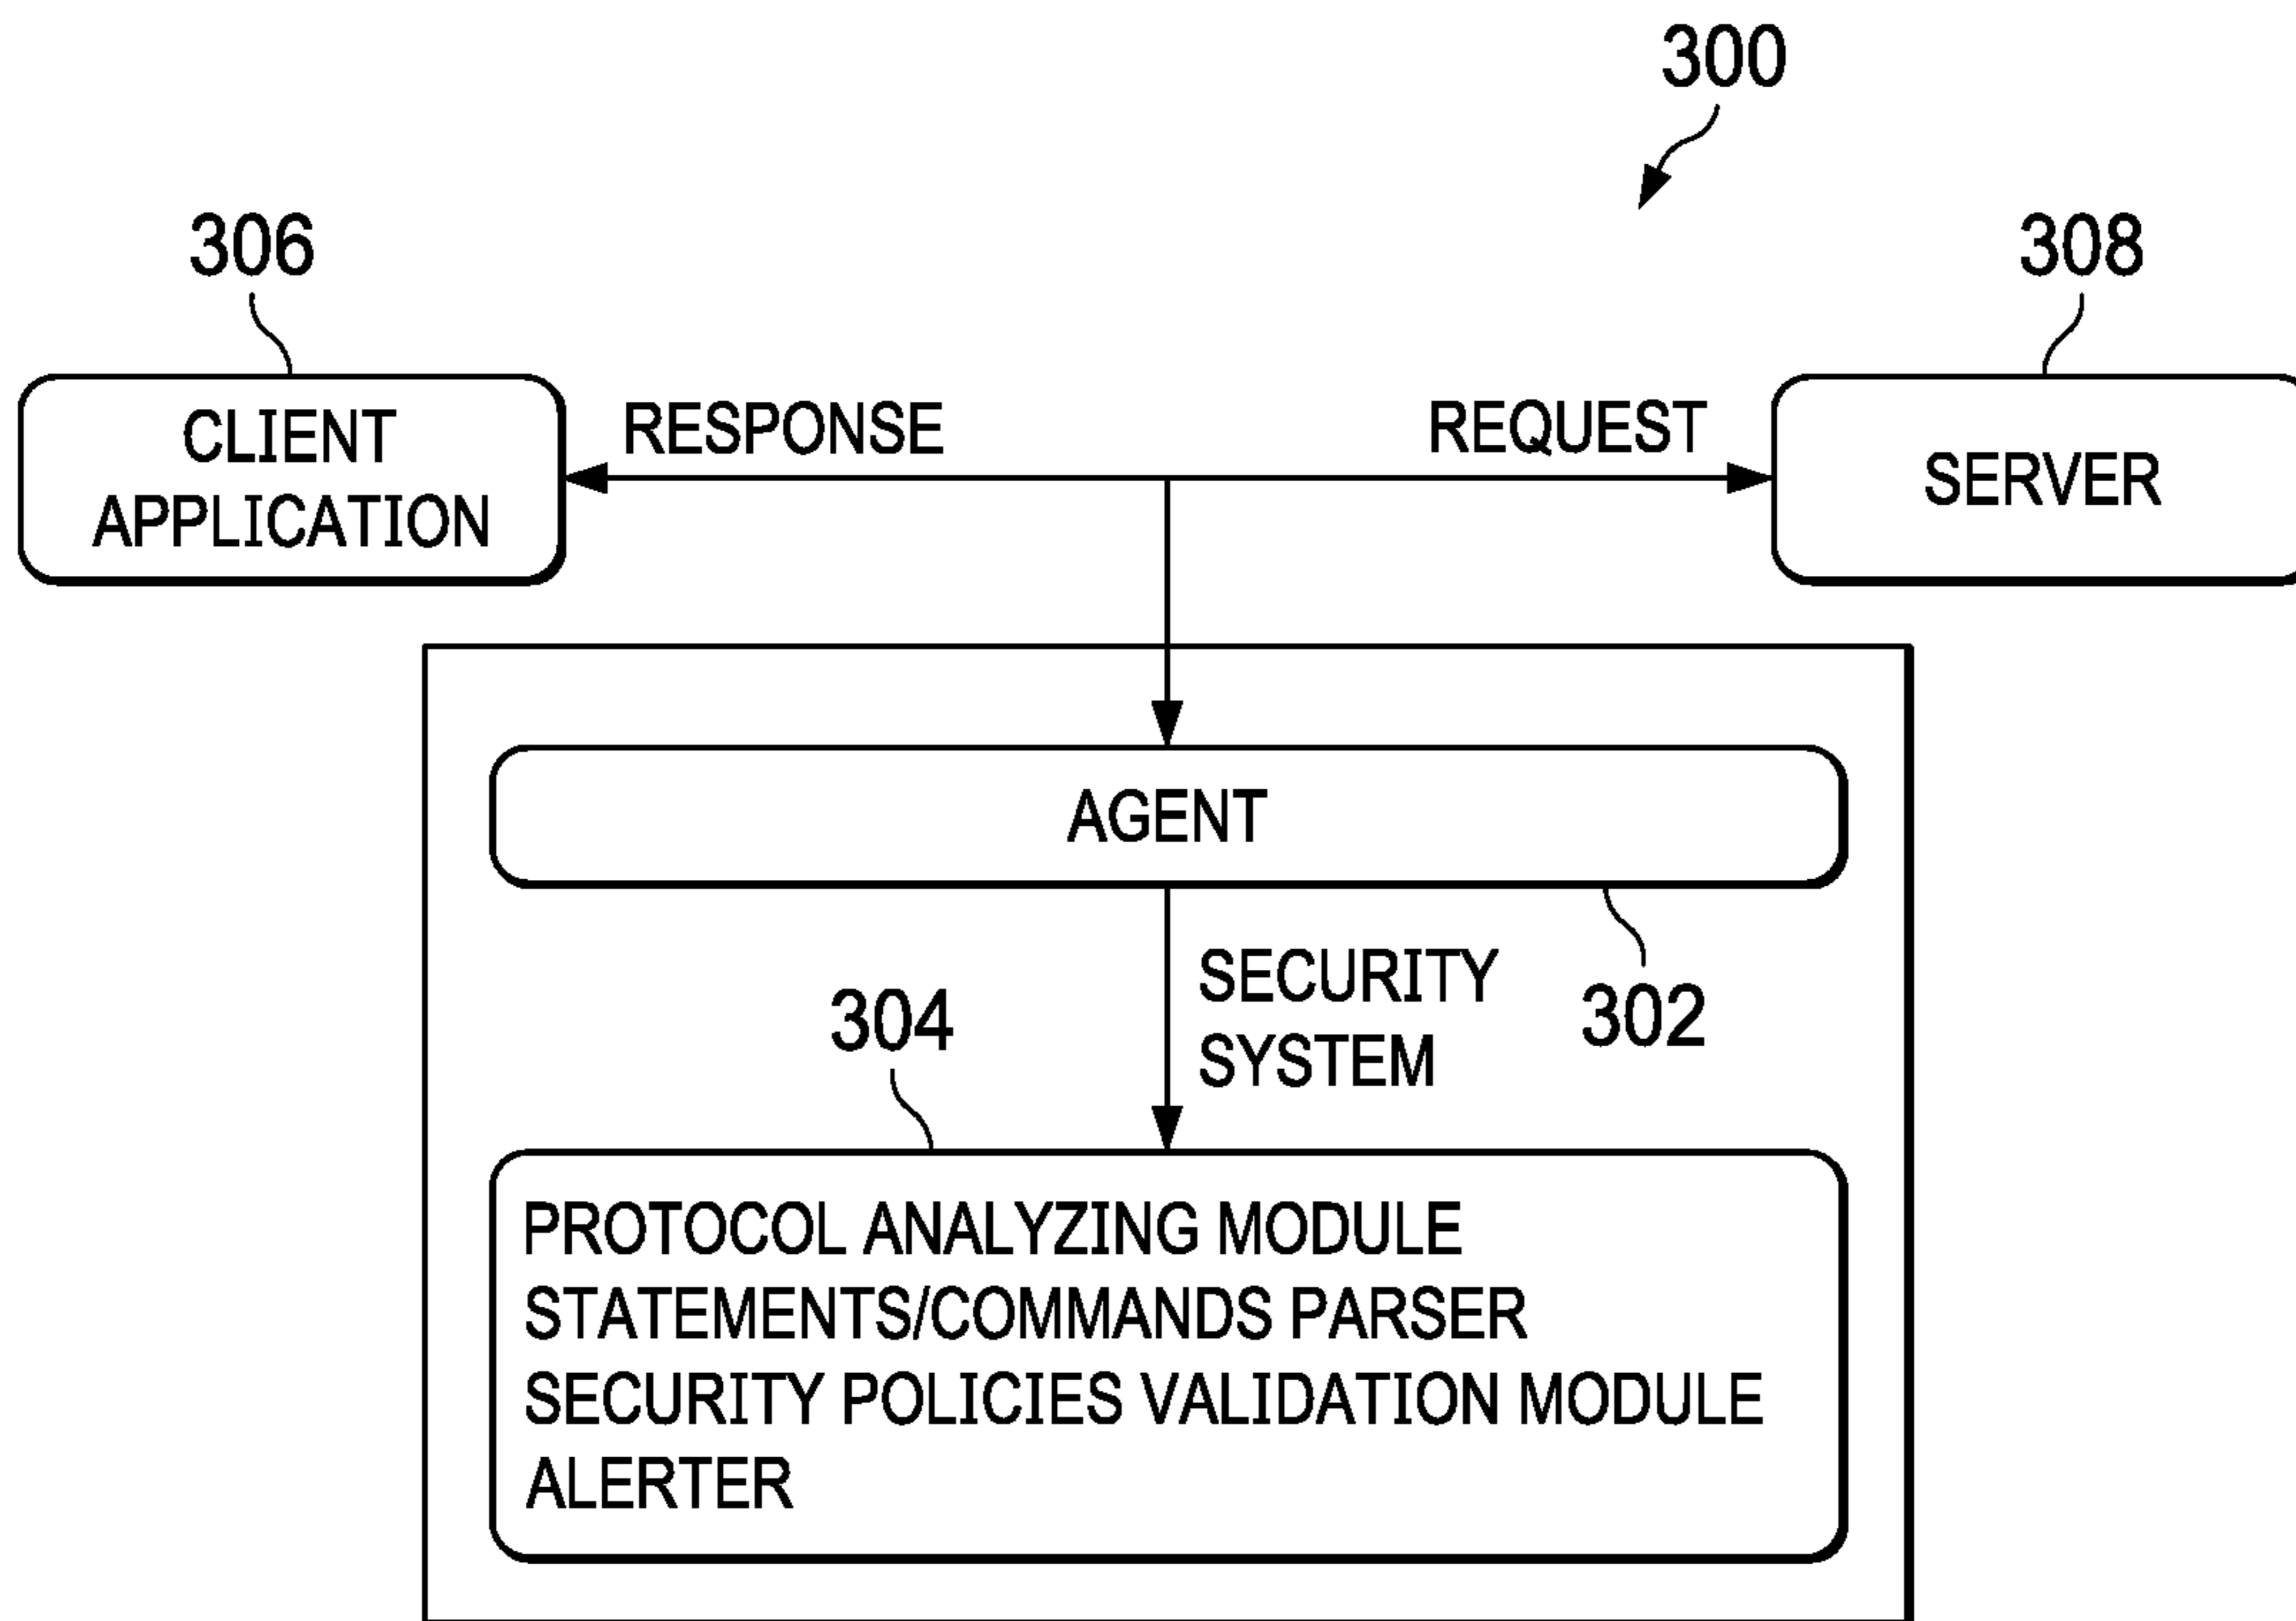 300
306
308
CLIENT
APPLICATION
RESPONSE
REQUEST
SERVER
AGENT
SECURITY
SYSTEM
302
304
PROTOCOL ANALYZING MODULE
STATEMENTS/COMMANDS PARSER
SECURITY POLICIES VALIDATION MODULE
ALERTER